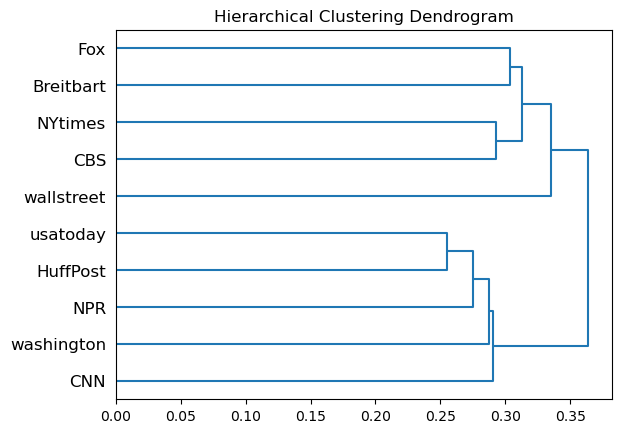 Hierarchical Clustering Dendrogram
Fox
Breitbart
NYtimes
CBS
wallstreet
usatoday
HuffPost
NPR
washington
CNN
0.00 0.05 0.10 0.15 0.20 0.25 0.30 0.35